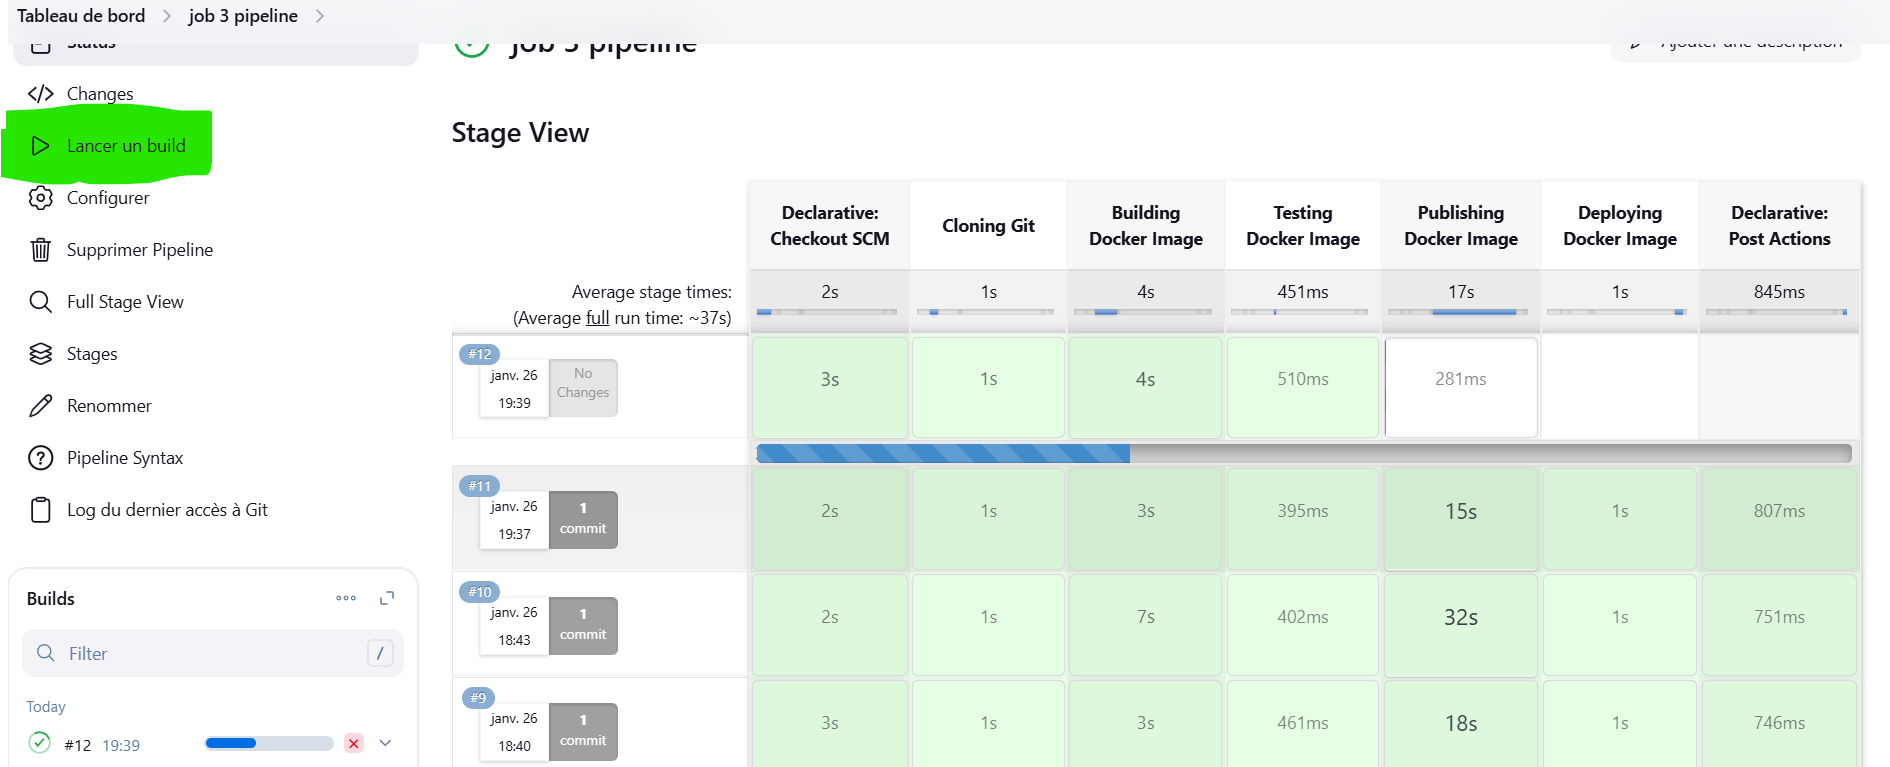 Tableau de bord
job 3 pipeline
Status
Changes
Lancer un build
Configurer
Supprimer Pipeline
Full Stage View
Stages
Renommer
Pipeline Syntax
Log du dernier accès à Git
Builds
Filter
/
Today
#12 19:39
job 3 pipeline
Ajouter une description
Stage View
Declarative:
Checkout SCM
Cloning Git
Building
Docker Image
Testing
Docker Image
Publishing
Docker Image
Deploying
Docker Image
Declarative:
Post Actions
Average stage times:
(Average full run time: ~37s)
2s
1s
4s
451ms
17s
1s
845ms
#12
janv. 26
19:39
No
Changes
3s
1s
4s
510ms
281ms
#11
janv. 26
19:37
1
commit
2s
1s
3s
395ms
15s
1s
807ms
#10
janv. 26
18:43
1
commit
2s
1s
7s
402ms
32s
1s
751ms
#9
janv. 26
18:40
1
commit
3s
1s
3s
461ms
18s
1s
746ms